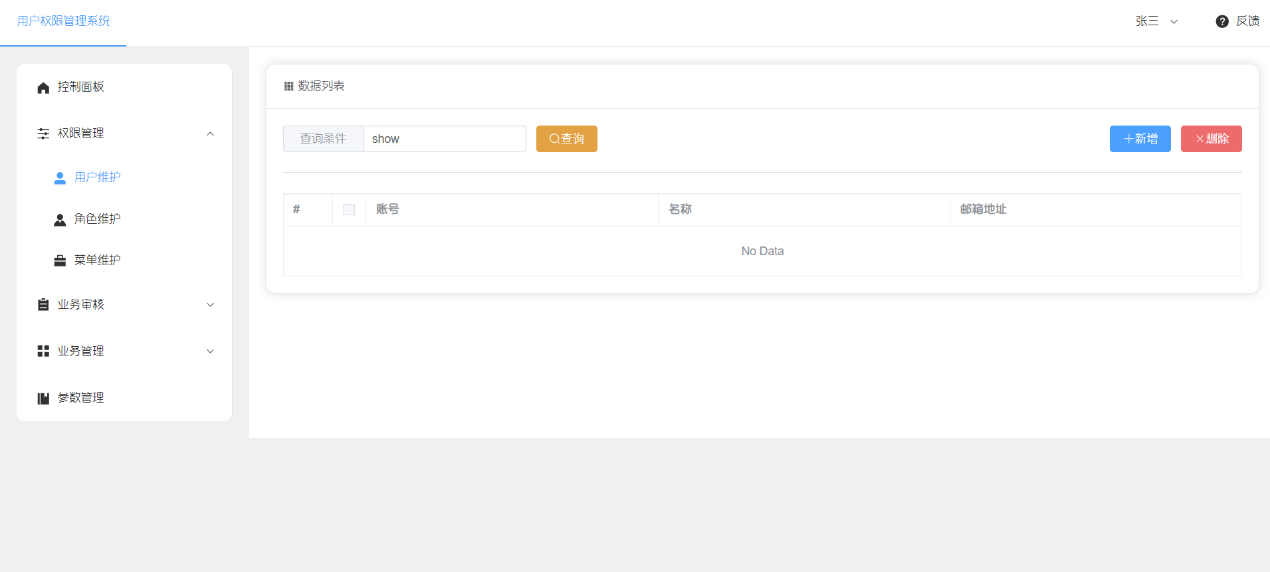 用户权限管理系统
张三
反馈
控制面板
权限管理
用户维护
角色维护
菜单维护
业务审核
业务管理
参数管理
数据列表
查询条件 show 查询 新增 删除
# 账号 名称 邮箱地址
No Data